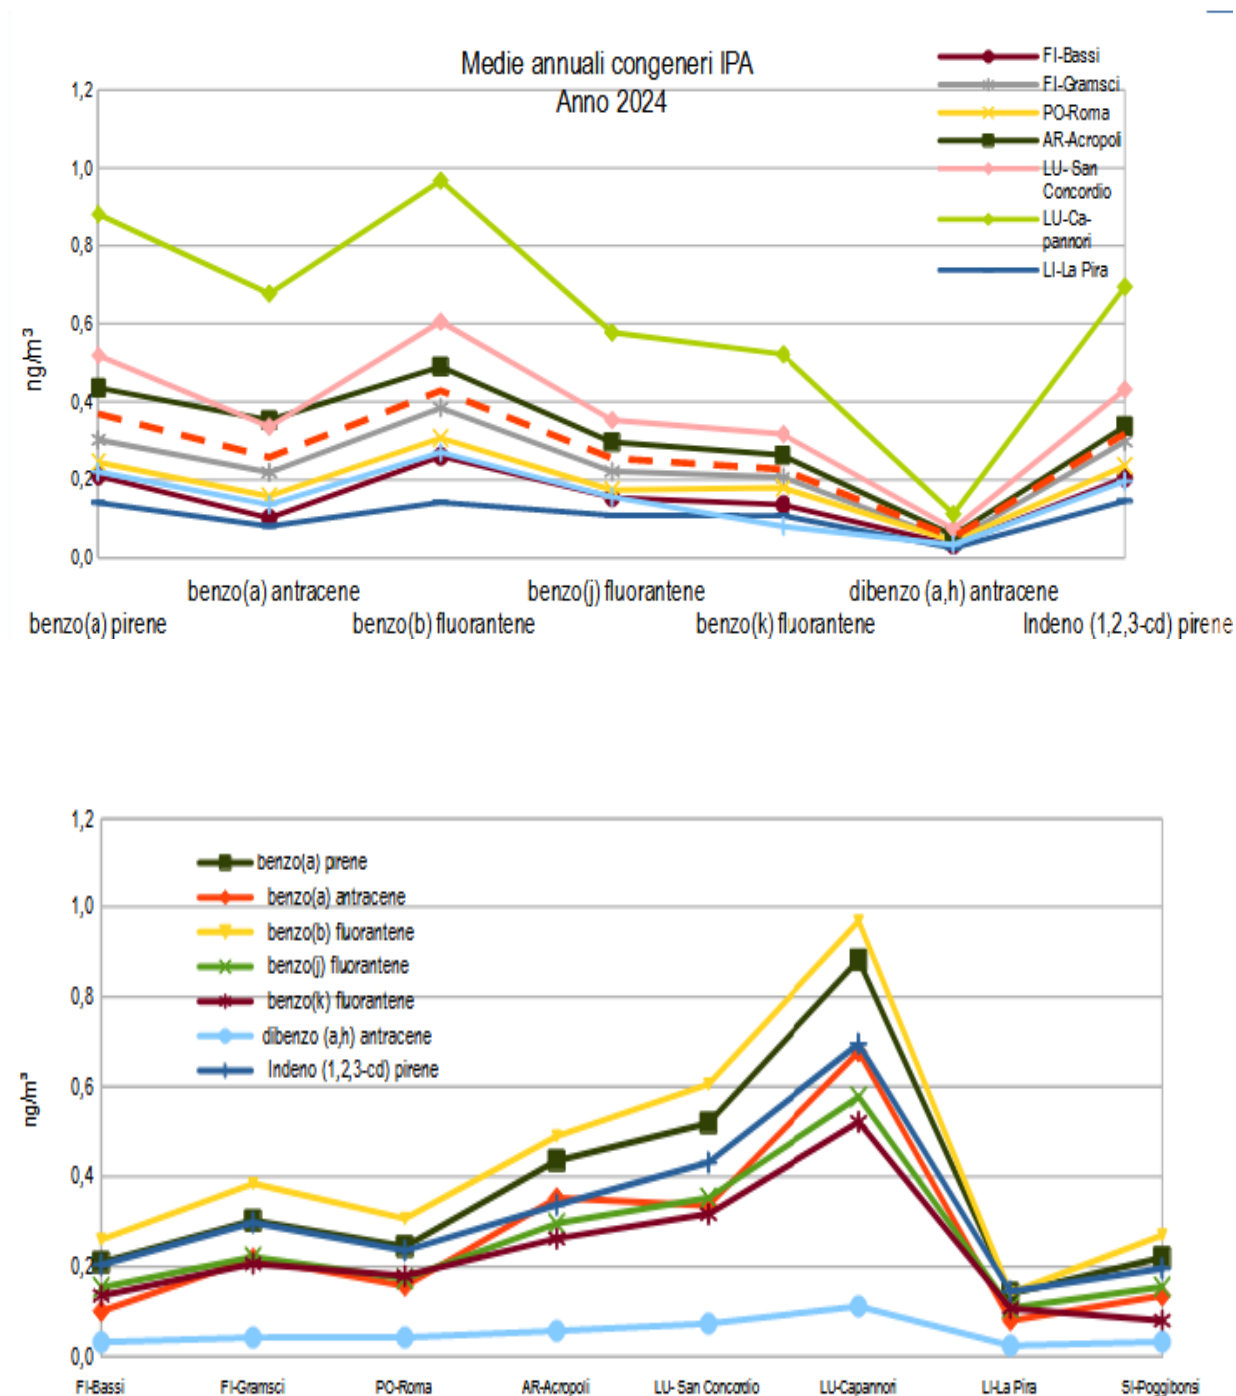 Medie annuali congeneri IPA
Anno 2024
FI-Bassi
FI-Gramsci
PO-Roma
AR-Acropoli
LU- San
Concordio
LU-Ca-
pannori
LI-La Pira
1,2
1,0
0,8
0,6
0,4
0,2
0,0
ng/m³
benzo(a) antracene
benzo(j) fluorantene
dibenzo (a,h) antracene
benzo(a) pirene
benzo(b) fluorantene
benzo(k) fluorantene
Indeno (1,2,3-cd) pirene
1,2
1,0
0,8
0,6
0,4
0,2
0,0
ng/m³
benzo(a) pirene
benzo(a) antracene
benzo(b) fluorantene
benzo(j) fluorantene
benzo(k) fluorantene
dibenzo (a,h) antracene
Indeno (1,2,3-cd) pirene
FI-Bassi
FI-Gramsci
PO-Roma
AR-Acropoli
LU- San Concordio
LU-Capannori
LI-La Pira
SI-Poggibonsi